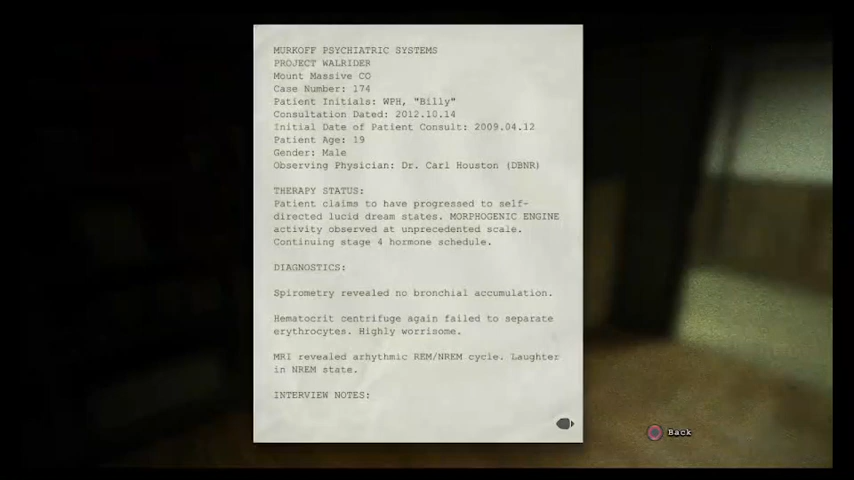 MURKOFF PSYCHIATRIC SYSTEMS
PROJECT WALRIDER
Mount Massive CO
Case Number: 174
Patient Initials: WPH, "Billy"
Consultation Dated: 2012.10.14
Initial Date of Patient Consult: 2009.04.12
Patient Age: 19
Gender: Male
Observing Physician: Dr. Carl Houston (DBNR)
THERAPY STATUS:
Patient claims to have progressed to self-
directed lucid dream states. MORPHOGENIC ENGINE
activity observed at unprecedented scale.
Continuing stage 4 hormone schedule.
DIAGNOSTICS:
Spirometry revealed no bronchial accumulation.
Hematocrit centrifuge again failed to separate
erythrocytes. Highly worrisome.
MRI revealed arhythmic REM/NREM cycle. Laughter
in NREM state.
INTERVIEW NOTES:
Back